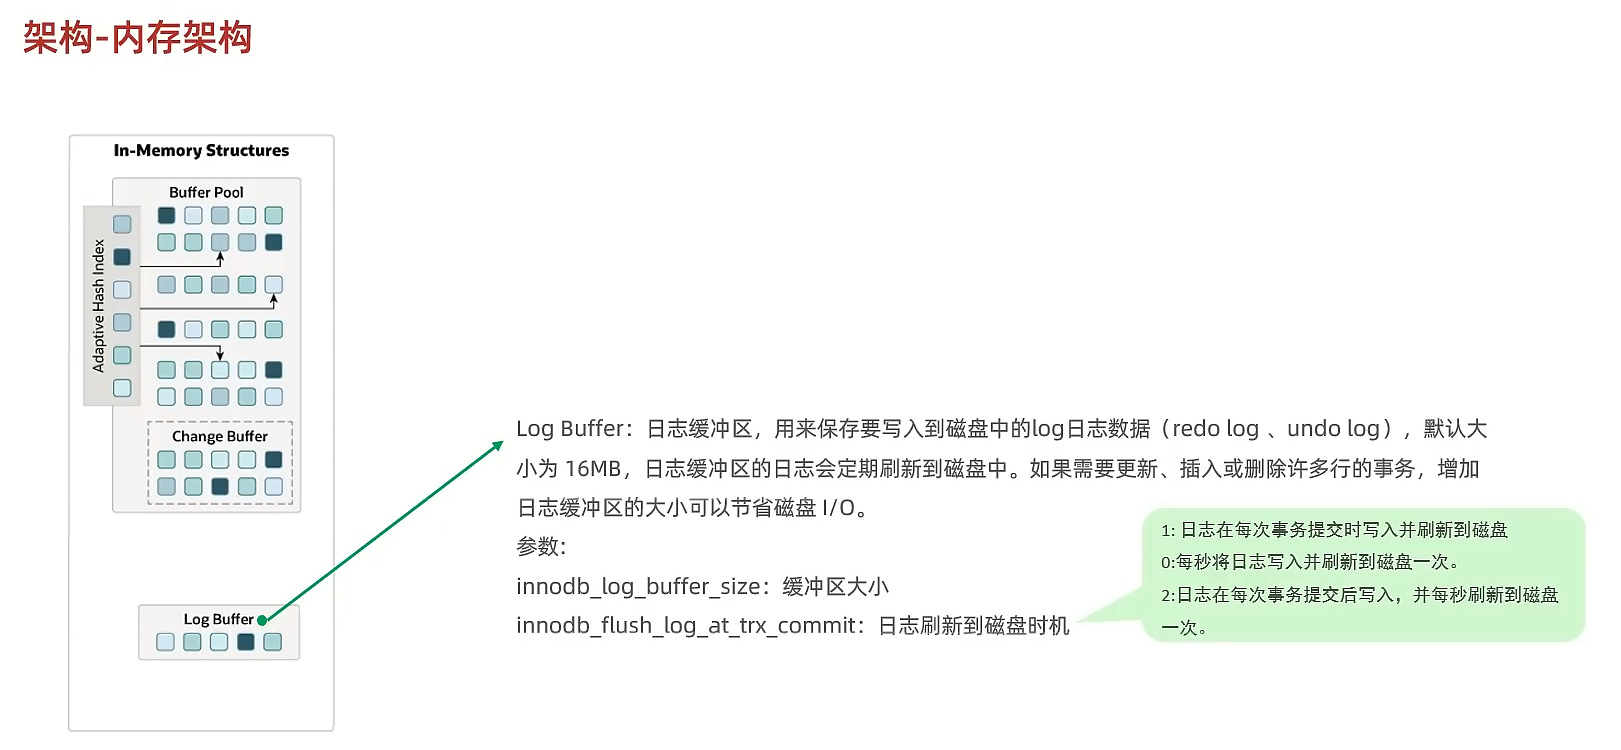 架构-内存架构
In-Memory Structures
Buffer Pool
Adaptive Hash Index
Change Buffer
Log Buffer
Log Buffer：日志缓冲区，用来保存要写入到磁盘中的log日志数据（redo log 、undo log），默认大
小为 16MB，日志缓冲区的日志会定期刷新到磁盘中。如果需要更新、插入或删除许多行的事务，增加
日志缓冲区的大小可以节省磁盘 I/O。
参数：
innodb_log_buffer_size：缓冲区大小
innodb_flush_log_at_trx_commit：日志刷新到磁盘时机
1: 日志在每次事务提交时写入并刷新到磁盘
0:每秒将日志写入并刷新到磁盘一次。
2:日志在每次事务提交后写入，并每秒刷新到磁盘
一次。